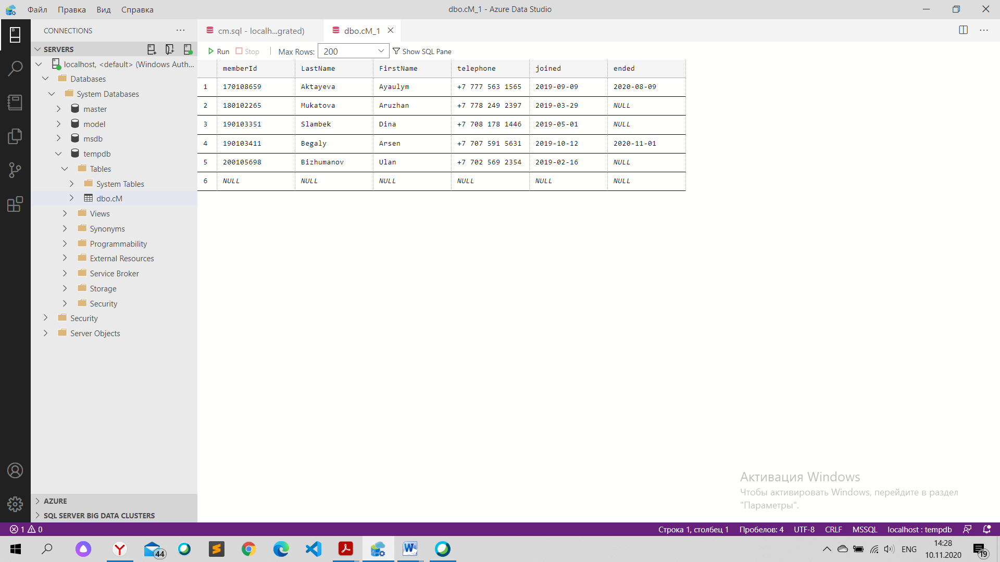 Файл Правка Вид Справка
dbo.cM_1 - Azure Data Studio
CONNECTIONS
SERVERS
localhost, <default> (Windows Auth...
Databases
System Databases
master
model
msdb
tempdb
Tables
System Tables
dbo.cM
Views
Synonyms
Programmability
External Resources
Service Broker
Storage
Security
Security
Server Objects
AZURE
SQL SERVER BIG DATA CLUSTERS
cm.sql - localh...grated) dbo.cM_1
Run Stop Max Rows: 200 Show SQL Pane
memberId LastName FirstName telephone joined ended
1 170108659 Aktayeva Ayaulym +7 777 563 1565 2019-09-09 2020-08-09
2 180102265 Mukatova Aruzhan +7 778 249 2397 2019-03-29 NULL
3 190103351 Slambek Dina +7 708 178 1446 2019-05-01 NULL
4 190103411 Begaly Arsen +7 707 591 5631 2019-10-12 2020-11-01
5 200105698 Bizhumanov Ulan +7 702 569 2354 2019-02-16 NULL
6 NULL NULL NULL NULL NULL NULL
Активация Windows
Чтобы активировать Windows, перейдите в раздел
"Параметры".
1 0 Строка 1, столбец 1 Пробелов: 4 UTF-8 CRLF MSSQL localhost : tempdb
44
ENG
14:28
10.11.2020
19